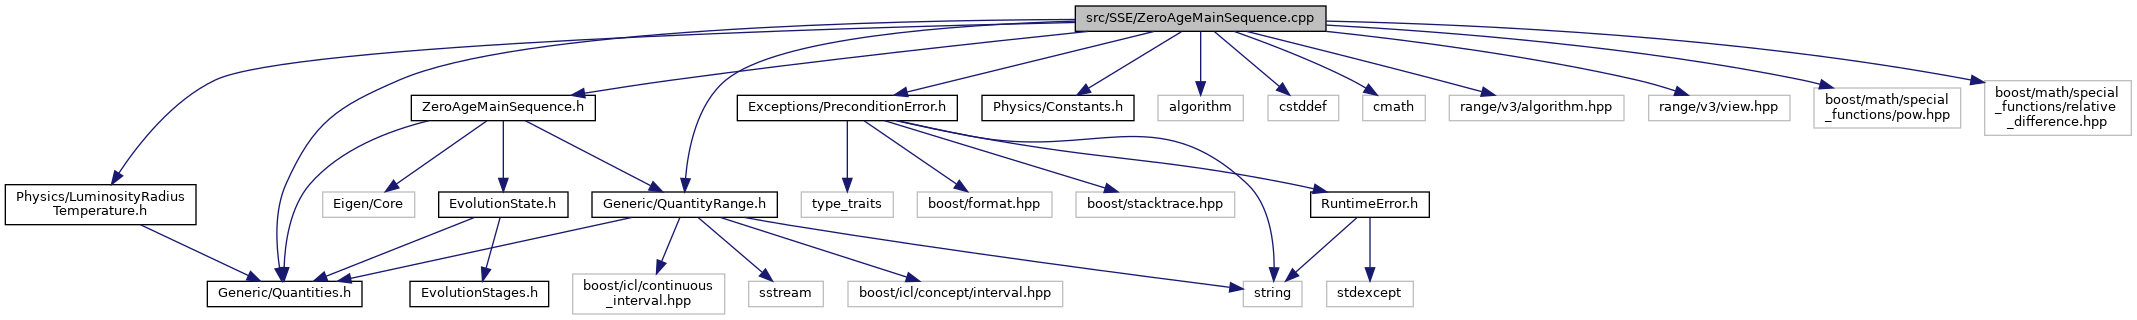 src/SSE/ZeroAgeMainSequence.cpp
ZeroAgeMainSequence.h
Exceptions/PreconditionError.h
Physics/Constants.h
algorithm
cstddef
cmath
range/v3/algorithm.hpp
range/v3/view.hpp
boost/math/special
_functions/pow.hpp
boost/math/special
_functions/relative
_difference.hpp
Physics/LuminosityRadius
Temperature.h
Eigen/Core
EvolutionState.h
Generic/QuantityRange.h
type_traits
boost/format.hpp
boost/stacktrace.hpp
RuntimeError.h
Generic/Quantities.h
EvolutionStages.h
boost/icl/continuous
_interval.hpp
sstream
boost/icl/concept/interval.hpp
string
stdexcept